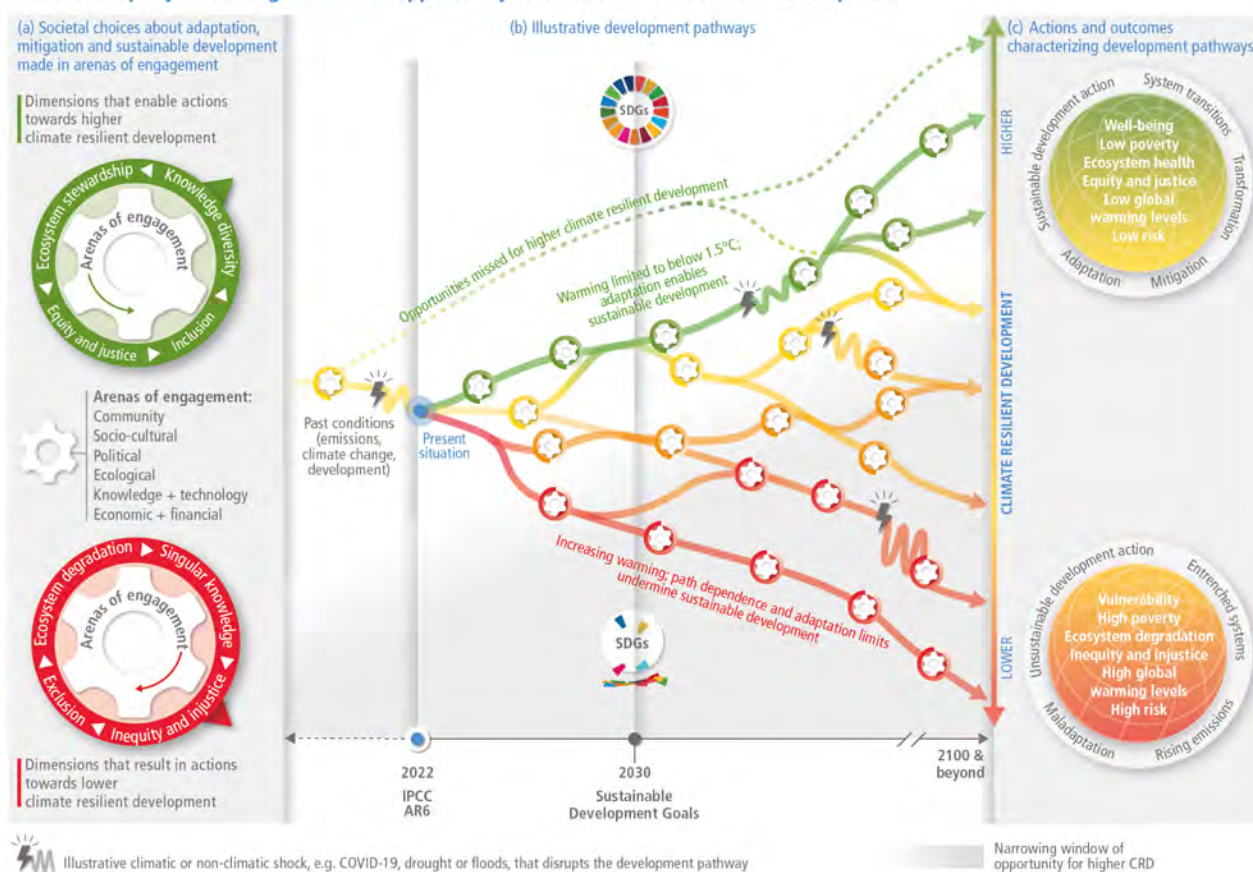 (a) Societal choices about adaptation,
mitigation and sustainable development
made in arenas of engagement
(b) Illustrative development pathways
(c) Actions and outcomes
characterizing development pathways
Dimensions that enable actions
towards higher
climate resilient development
Ecosystem stewardship
Knowledge diversity
Equity and justice
Inclusion
Arenas of engagement
Arenas of engagement:
Community
Socio-cultural
Political
Ecological
Knowledge + technology
Economic + financial
Ecosystem degradation
Singular knowledge
Exclusion
Inequity and injustice
Arenas of engagement
Dimensions that result in actions
towards lower
climate resilient development
SDGs
Opportunities missed for higher climate resilient development
Warming limited to below 1.5°C;
adaptation enables
sustainable development
Past conditions
(emissions,
climate change,
development)
Present
situation
Increasing warming; path dependence and adaptation limits
undermine sustainable development
SDGs
2022
IPCC
AR6
2030
Sustainable
Development Goals
2100 &
beyond
HIGHER
CLIMATE RESILIENT DEVELOPMENT
LOWER
Sustainable development action
System transitions
Transformation
Mitigation
Adaptation
Well-being
Low poverty
Ecosystem health
Equity and justice
Low global
warming levels
Low risk
Unsustainable development action
Entrenched systems
Rising emissions
Maladaptation
Vulnerability
High poverty
Ecosystem degradation
Inequity and injustice
High global
warming levels
High risk
Illustrative climatic or non-climatic shock, e.g. COVID-19, drought or floods, that disrupts the development pathway
Narrowing window of
opportunity for higher CRD